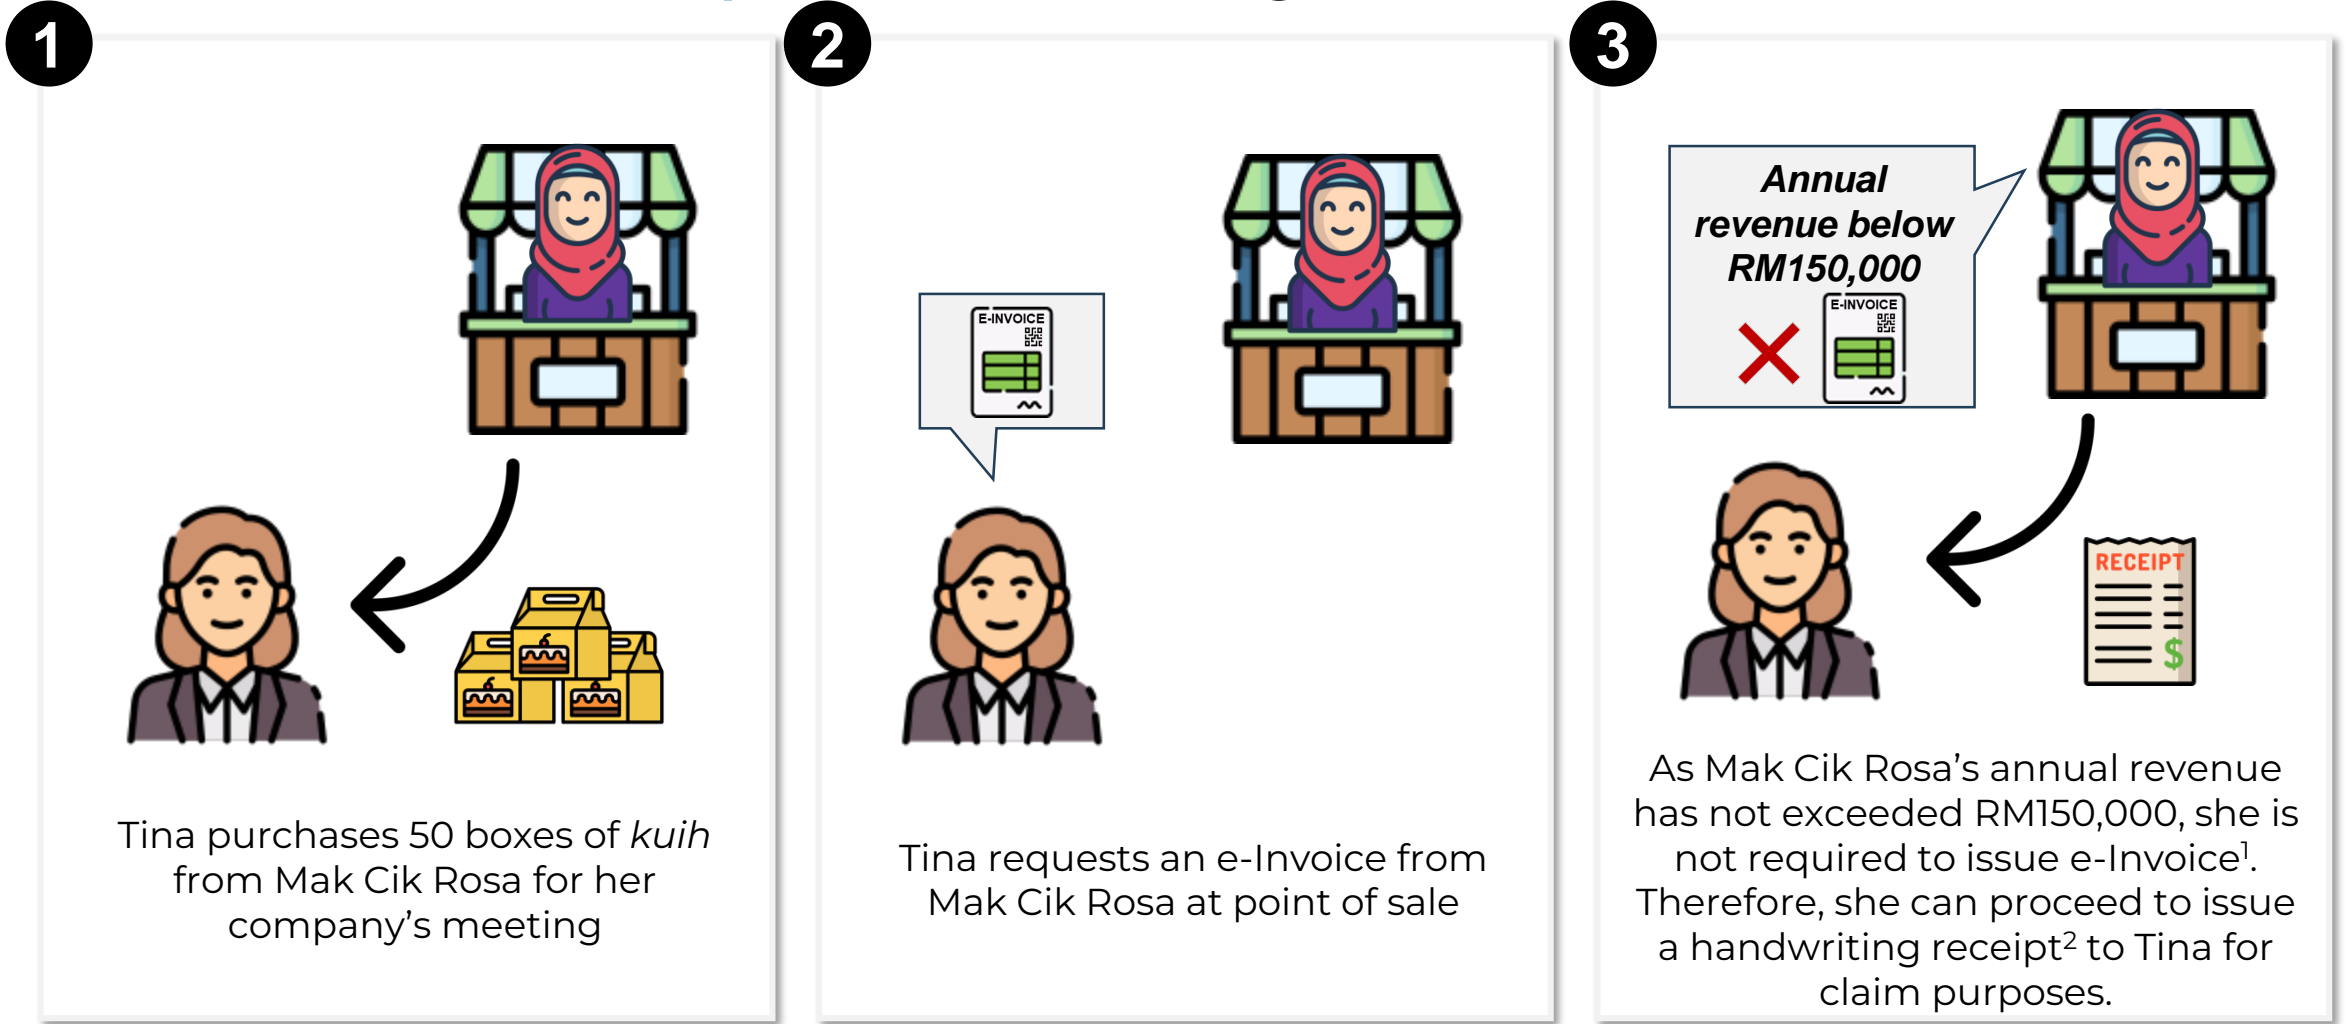 1
Tina purchases 50 boxes of kuih
from Mak Cik Rosa for her
company’s meeting
2
E-INVOICE
Tina requests an e-Invoice from
Mak Cik Rosa at point of sale
3
Annual
revenue below
RM150,000
E-INVOICE
RECEIPT
$
As Mak Cik Rosa’s annual revenue
has not exceeded RM150,000, she is
not required to issue e-Invoice¹.
Therefore, she can proceed to issue
a handwriting receipt² to Tina for
claim purposes.